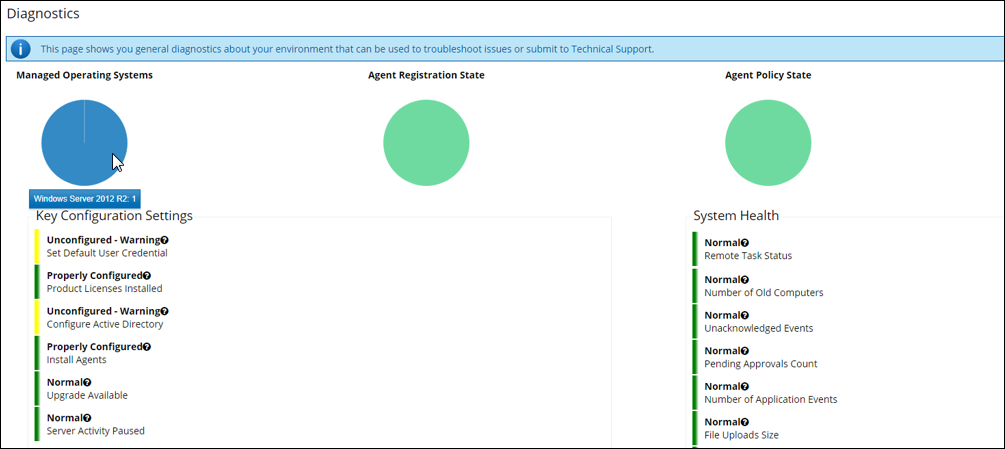 Diagnostics
This page shows you general diagnostics about your environment that can be used to troubleshoot issues or submit to Technical Support.
Managed Operating Systems
Agent Registration State
Agent Policy State
Windows Server 2012 R2: 1
Key Configuration Settings
Unconfigured - Warning
Set Default User Credential
Properly Configured
Product Licenses Installed
Unconfigured - Warning
Configure Active Directory
Properly Configured
Install Agents
Normal
Upgrade Available
Normal
Server Activity Paused
System Health
Normal
Remote Task Status
Normal
Number of Old Computers
Normal
Unacknowledged Events
Normal
Pending Approvals Count
Normal
Number of Application Events
Normal
File Uploads Size